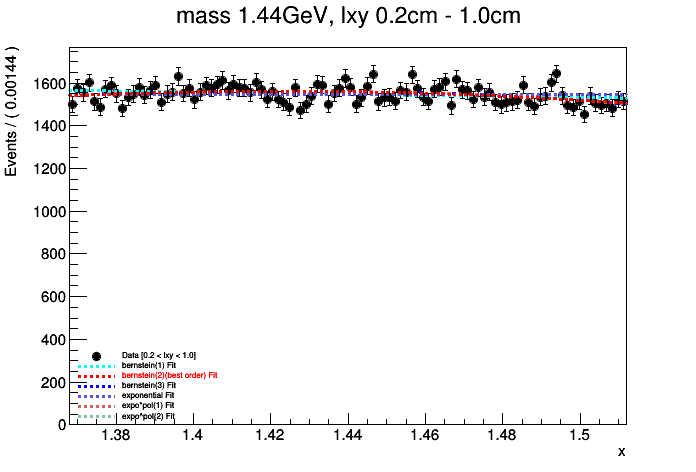 mass 1.44GeV, lxy 0.2cm - 1.0cm
Events / ( 0.00144 )
1600
1400
1200
1000
800
600
400
200
0
Data [0.2 < lxy < 1.0]
bernstein(1) Fit
bernstein(2)(best order) Fit
bernstein(3) Fit
exponential Fit
expo*pol(1) Fit
expo*pol(2) Fit
1.38 1.4 1.42 1.44 1.46 1.48 1.5
x